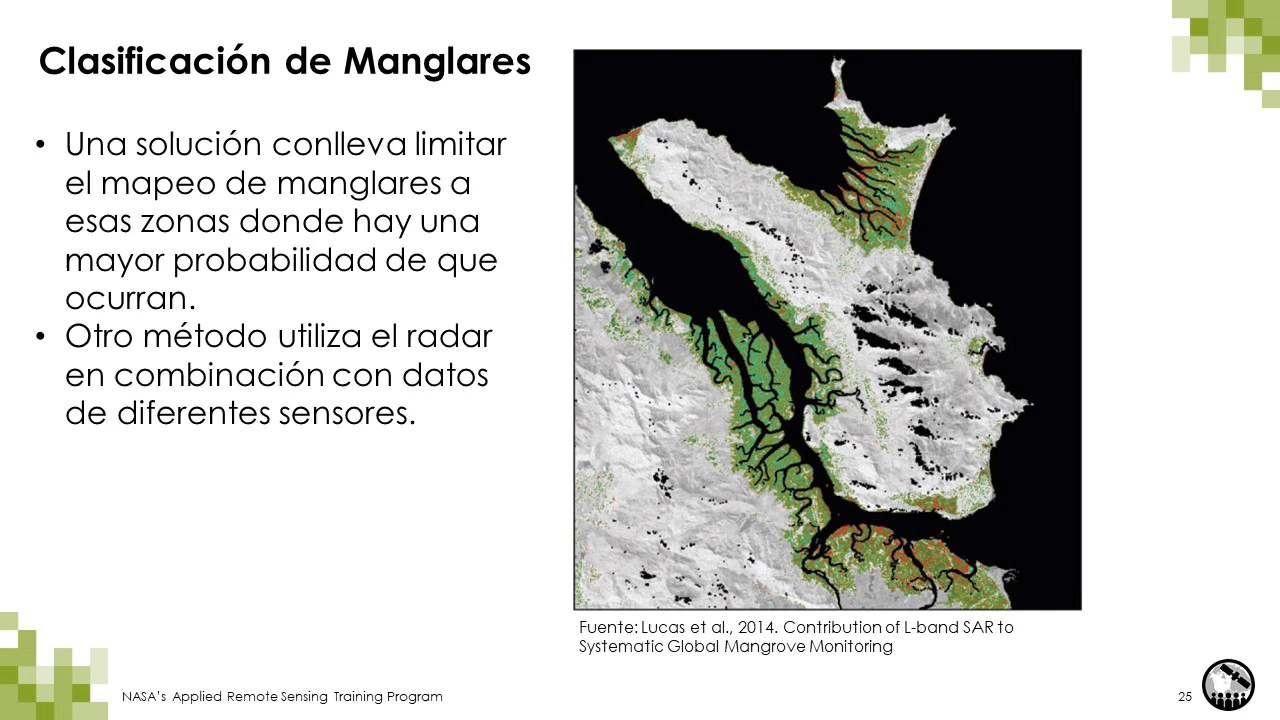 Clasificación de Manglares
• Una solución conlleva limitar
el mapeo de manglares a
esas zonas donde hay una
mayor probabilidad de que
ocurran.
• Otro método utiliza el radar
en combinación con datos
de diferentes sensores.
Fuente: Lucas et al., 2014. Contribution of L-band SAR to
Systematic Global Mangrove Monitoring
NASA's Applied Remote Sensing Training Program
25